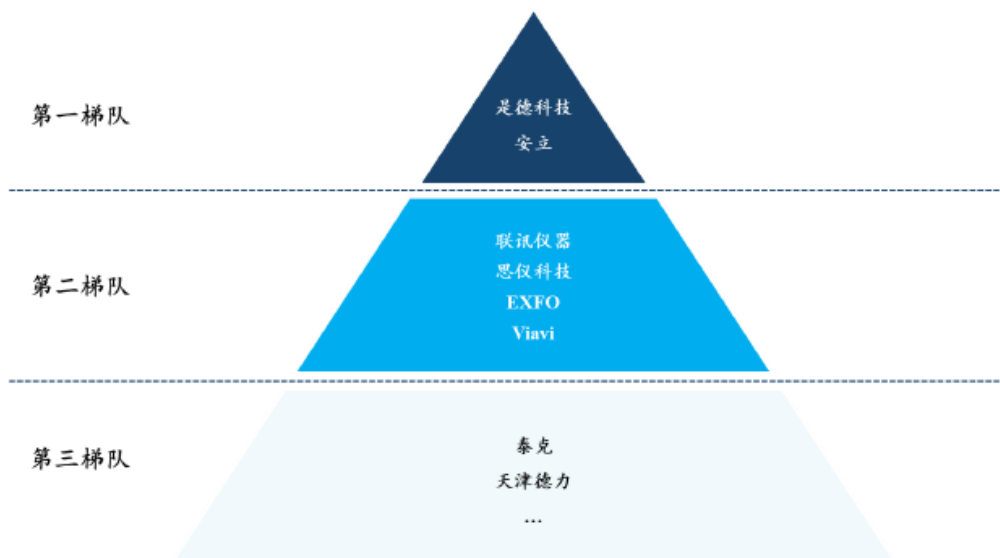 第一梯队
是德科技
安立
第二梯队
联讯仪器
思仪科技
EXFO
Viavi
第三梯队
泰克
天津德力
...